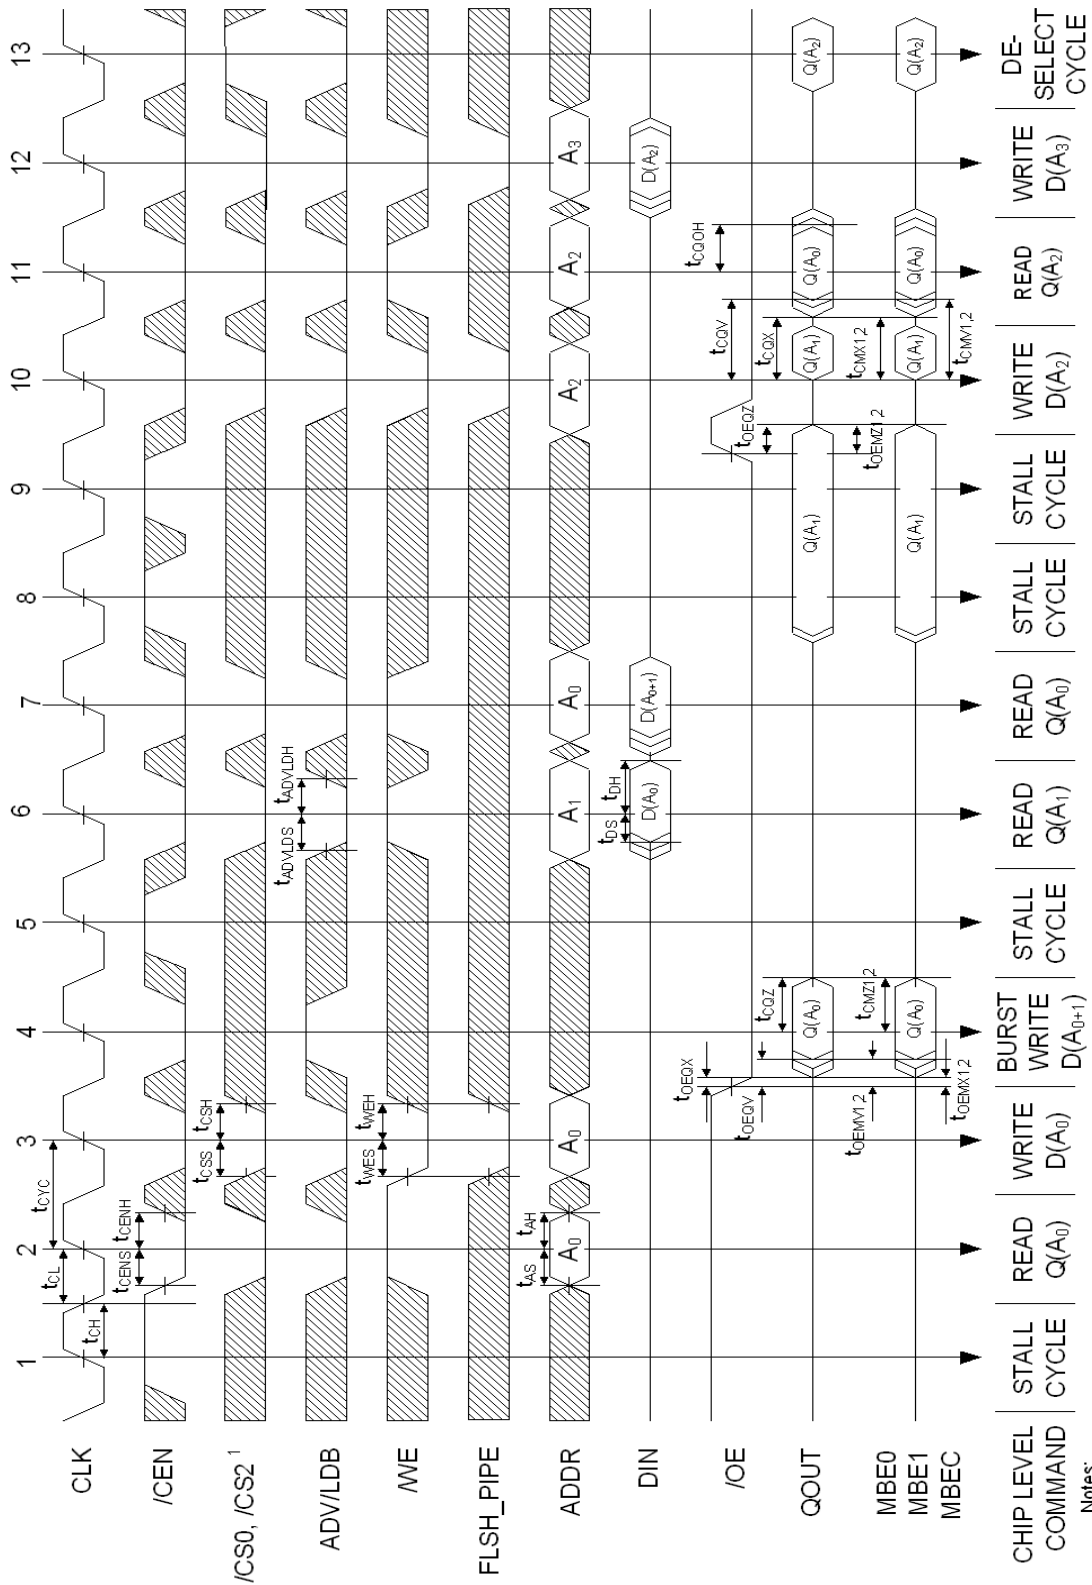 1 2 3 4 5 6 7 8 9 10 11 12 13
CLK
tCH
tCL
tCYC
/CEN
tCENS
tCENH
/CS0, /CS2 1
tCSS
tCSH
ADV/LDB
tADVLDS
tADVLDH
/WE
tWES
tWEH
FLSH_PIPE
ADDR
tAS
tAH
A0 A0 A1 A0 A2 A2 A3
DIN
tDS
tDH
D(A0) D(A0+1) D(A2)
/OE
tOEQX
tOEQV
tCQZ
tOEQZ
tCQV
tCQX
tCQOH
QOUT
Q(A0) Q(A1) Q(A1) Q(A0) Q(A2)
tOEMV1,2
tCMZ1,2
tOEMZ1,2
tCMX1,2
MBE0
MBE1
MBEC
Q(A0) Q(A1) Q(A1) Q(A0) Q(A2)
tOEMX1,2
tCMV1,2
CHIP LEVEL
COMMAND
STALL
CYCLE
READ
Q(A0)
WRITE
D(A0)
BURST
WRITE
D(A0+1)
STALL
CYCLE
READ
Q(A1)
READ
Q(A0)
STALL
CYCLE
STALL
CYCLE
WRITE
D(A2)
READ
Q(A2)
WRITE
D(A3)
DE-
SELECT
CYCLE
Notes: